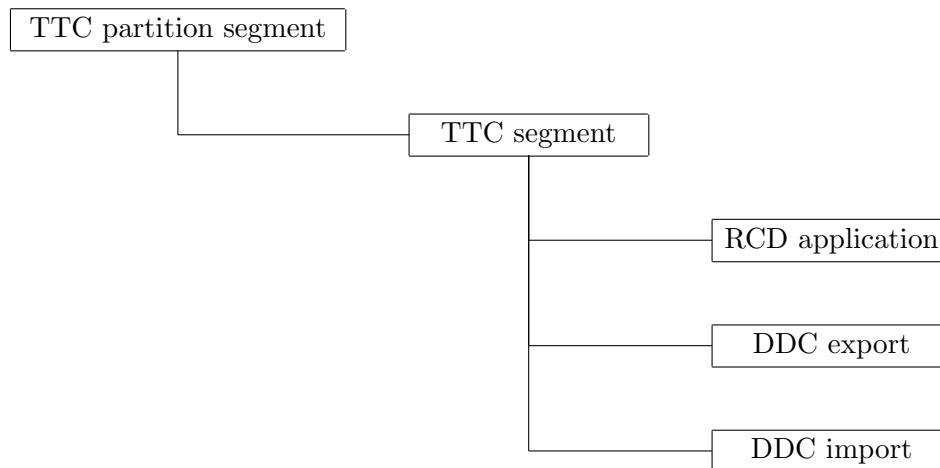 TTC partition segment
TTC segment
RCD application
DDC export
DDC import